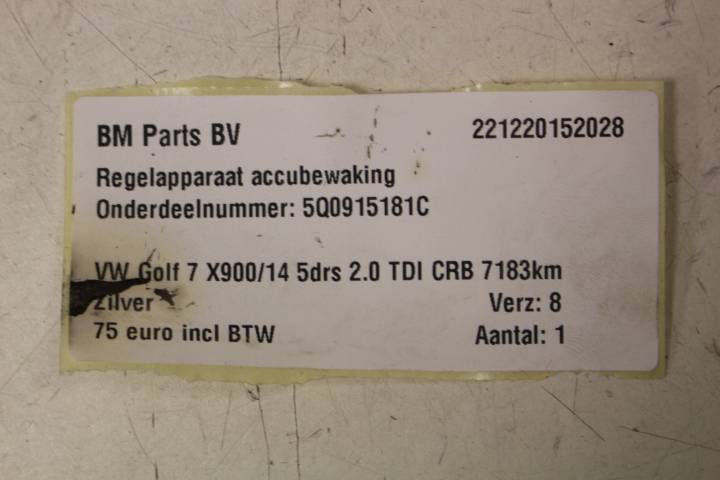 BM Parts BV 221220152028
Regelapparaat accubewaking
Onderdeelnummer: 5Q0915181C
VW Golf 7 X900/14 5drs 2.0 TDI CRB 7183km
Zilver Verz: 8
75 euro incl BTW Aantal: 1